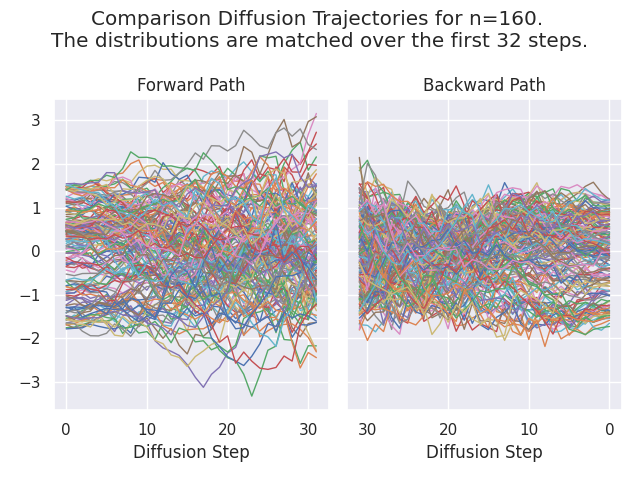 Comparison Diffusion Trajectories for n=160.
The distributions are matched over the first 32 steps.
Forward Path
Backward Path
3
2
1
0
−1
−2
−3
0 10 20 30
30 20 10 0
Diffusion Step
Diffusion Step